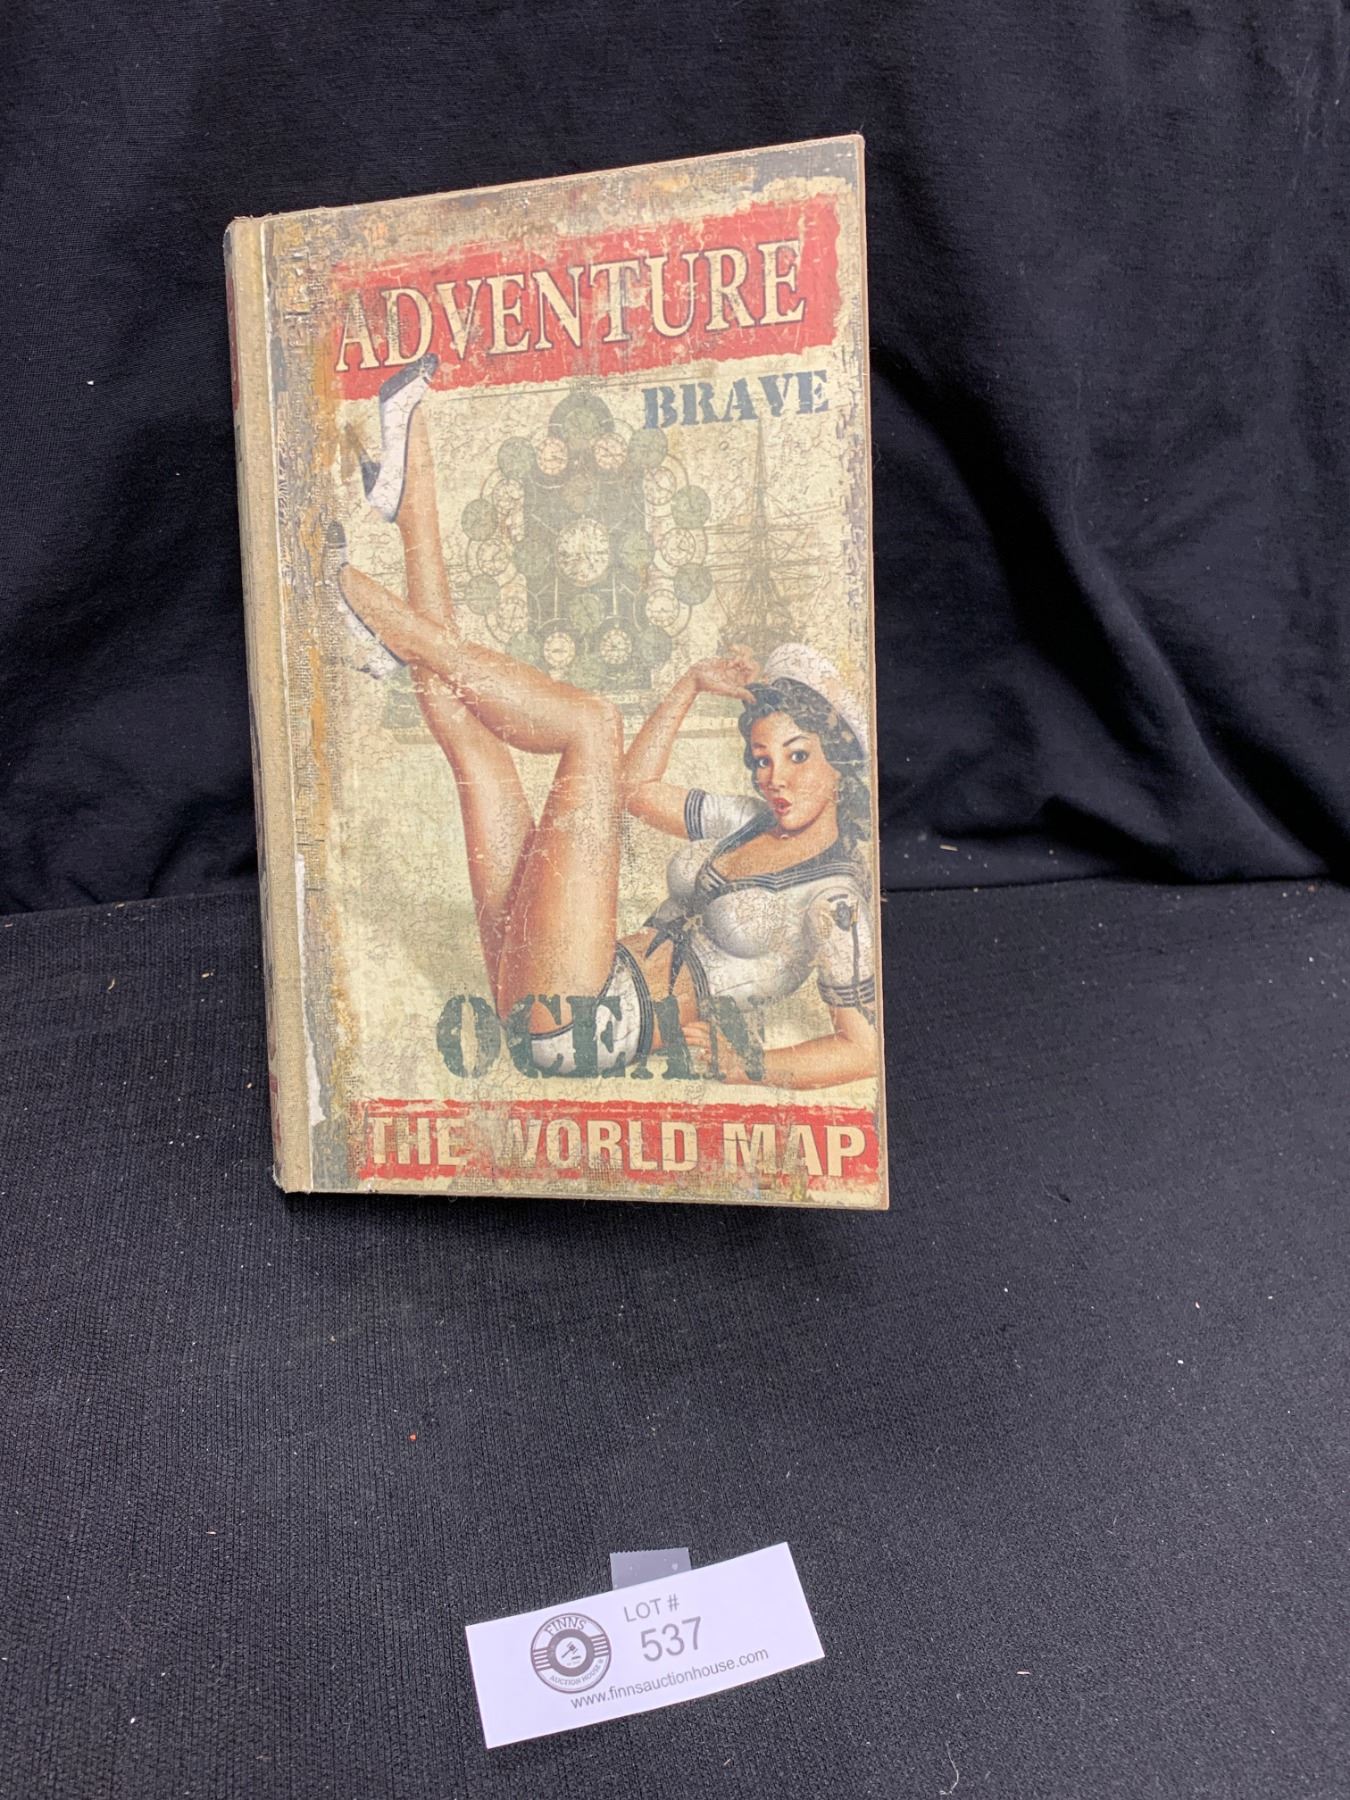 ADVENTURE
BRAVE
OCEAN
THE WORLD MAP
LOT #
537
FINNS
AUCTION HOUSE
www.finnsauctionhouse.com